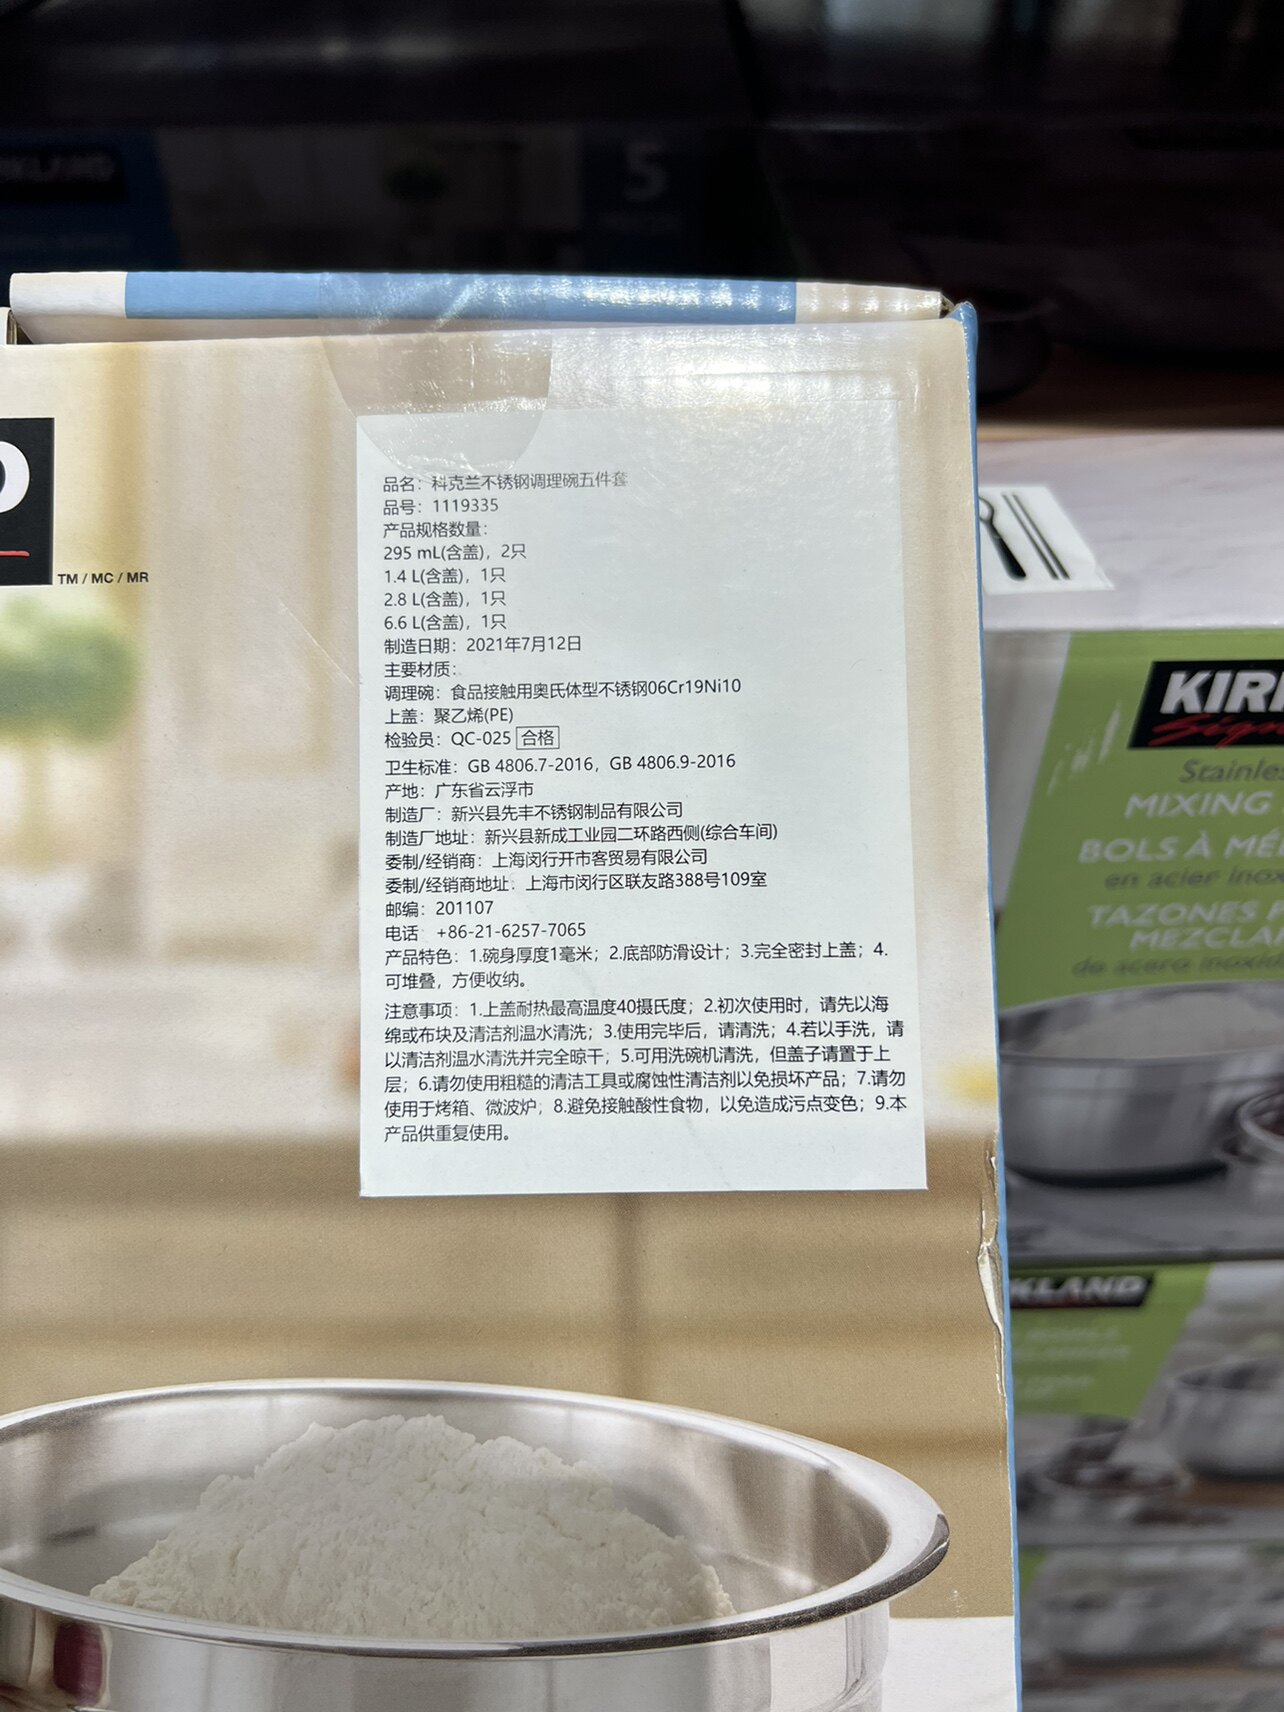 5
TM / MC / MR
品名：科克兰不锈钢调理碗五件套
品号：1119335
产品规格数量：
295 mL(含盖)，2只
1.4 L(含盖)，1只
2.8 L(含盖)，1只
6.6 L(含盖)，1只
制造日期：2021年7月12日
主要材质：
调理碗：食品接触用奥氏体型不锈钢06Cr19Ni10
上盖：聚乙烯(PE)
检验员：QC-025 合格
卫生标准：GB 4806.7-2016，GB 4806.9-2016
产地：广东省云浮市
制造厂：新兴县先丰不锈钢制品有限公司
制造厂地址：新兴县新成工业园二环路西侧(综合车间)
委制/经销商：上海闵行开市客贸易有限公司
委制/经销商地址：上海市闵行区联友路388号109室
邮编：201107
电话 +86-21-6257-7065
产品特色：1.碗身厚度1毫米；2.底部防滑设计；3.完全密封上盖；4.
可堆叠，方便收纳。
注意事项：1.上盖耐热最高温度40摄氏度；2.初次使用时，请先以海
绵或布块及清洁剂温水清洗；3.使用完毕后，请清洗；4.若以手洗，请
以清洁剂温水清洗并完全晾干；5.可用洗碗机清洗，但盖子请置于上
层；6.请勿使用粗糙的清洁工具或腐蚀性清洁剂以免损坏产品；7.请勿
使用于烤箱、微波炉；8.避免接触酸性食物，以免造成污点变色；9.本
产品供重复使用。
KIR
Sign
Stainle
MIXING
BOLS À MÉ
en acier inox
TAZONES
MEZCLA
de acero inoxid
KLAND